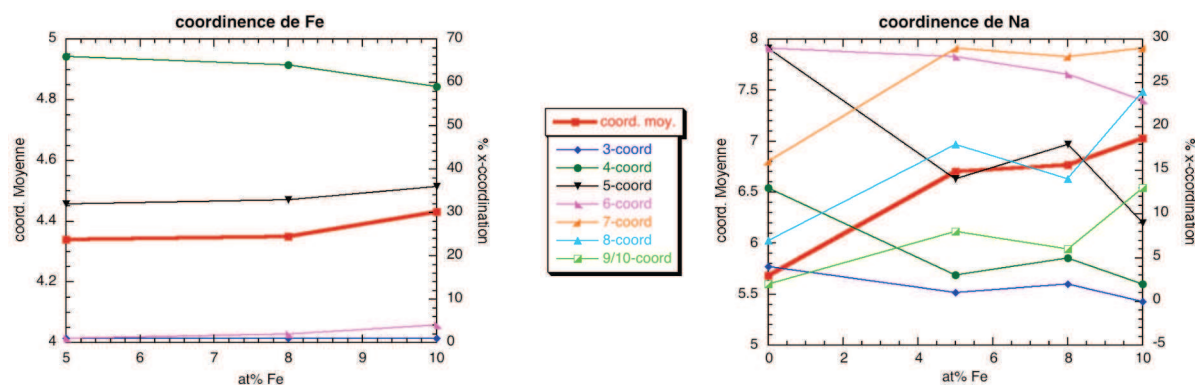 coordinence de Fe
5
4.8
4.6
4.4
4.2
4
coord. Moyenne
70
60
50
40
30
20
10
0
% x-ccordination
5 6 7 8 9 10
at% Fe
coord. moy.
3-coord
4-coord
5-coord
6-coord
7-coord
8-coord
9/10-coord
coordinence de Na
8
7.5
7
6.5
6
5.5
5
coord. Moyenne
30
25
20
15
10
5
0
-5
% x-ccordination
0 2 4 6 8 10
at% Fe